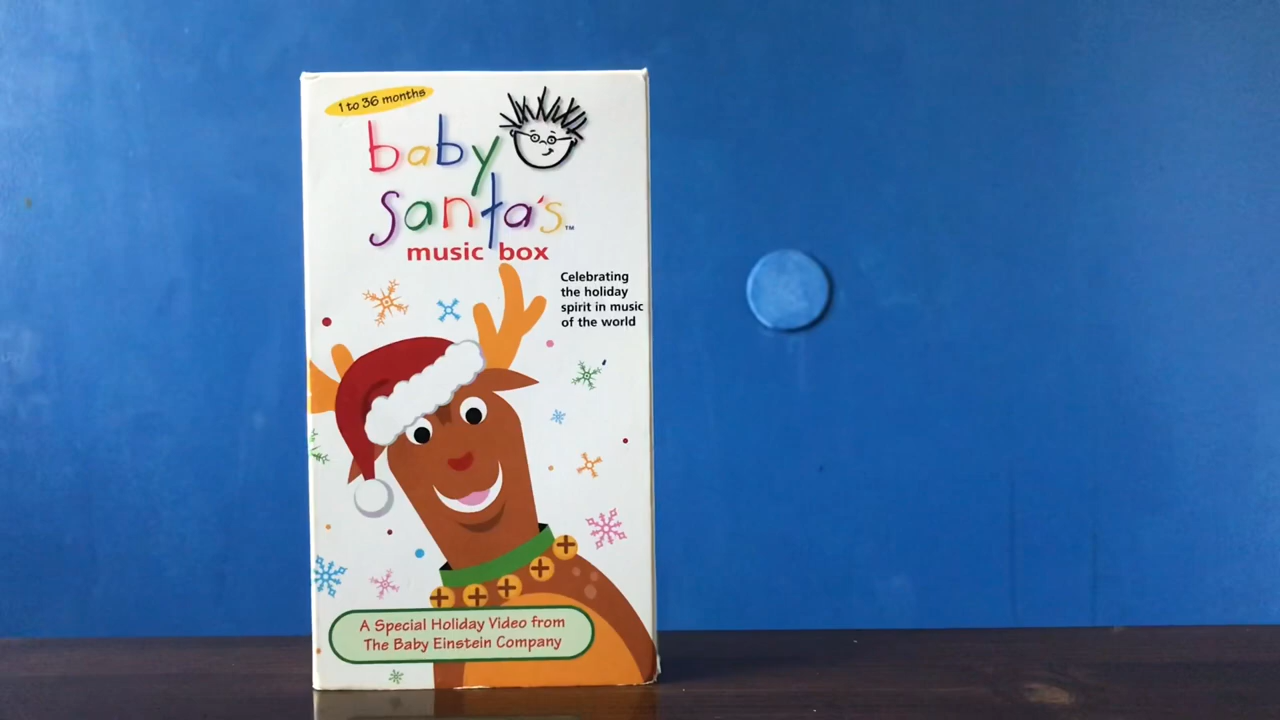 1 to 36 months
baby
santa's™
music box
Celebrating
the holiday
spirit in music
of the world
A Special Holiday Video from
The Baby Einstein Company